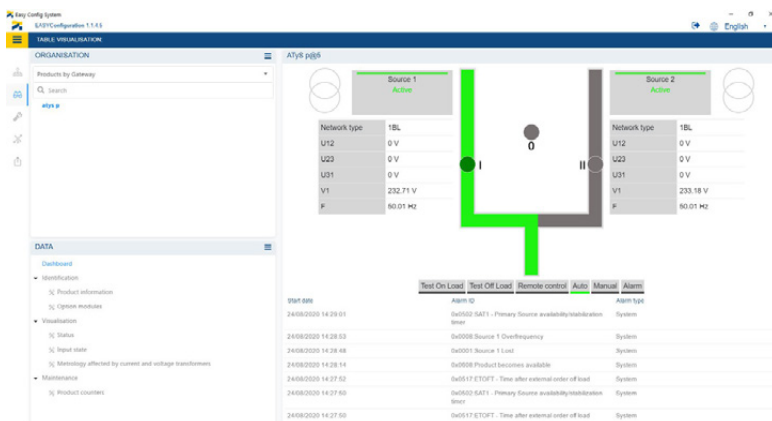 Easy Config System
EASYConfiguration 1.1.4.6
English
TABLE VISUALISATION
ORGANISATION
Products by Gateway
Search
atys p
DATA
Dashboard
Identification
Product information
Option modules
Visualisation
Status
Input state
Metrology affected by current and voltage transformers
Maintenance
Product counters
ATyS p@5
Source 1
Active
Network type 1BL
U12 0 V
U23 0 V
U31 0 V
V1 232.71 V
F 50.01 Hz
0
I
II
Source 2
Active
Network type 1BL
U12 0 V
U23 0 V
U31 0 V
V1 233.18 V
F 50.01 Hz
Test On Load Test Off Load Remote control Auto Manual Alarm
Start date Alarm ID Alarm type
24/08/2020 14:29:01 0x0502:SAT1 - Primary Source availability/stabilization timer System
24/08/2020 14:28:53 0x0008:Source 1 Overfrequency System
24/08/2020 14:28:48 0x0001:Source 1 Lost System
24/08/2020 14:28:14 0x0608:Product becomes available System
24/08/2020 14:27:52 0x0517:ETOFT - Time after external order off load System
24/08/2020 14:27:50 0x0502:SAT1 - Primary Source availability/stabilization timer System
24/08/2020 14:27:50 0x0517:ETOFT - Time after external order off load System